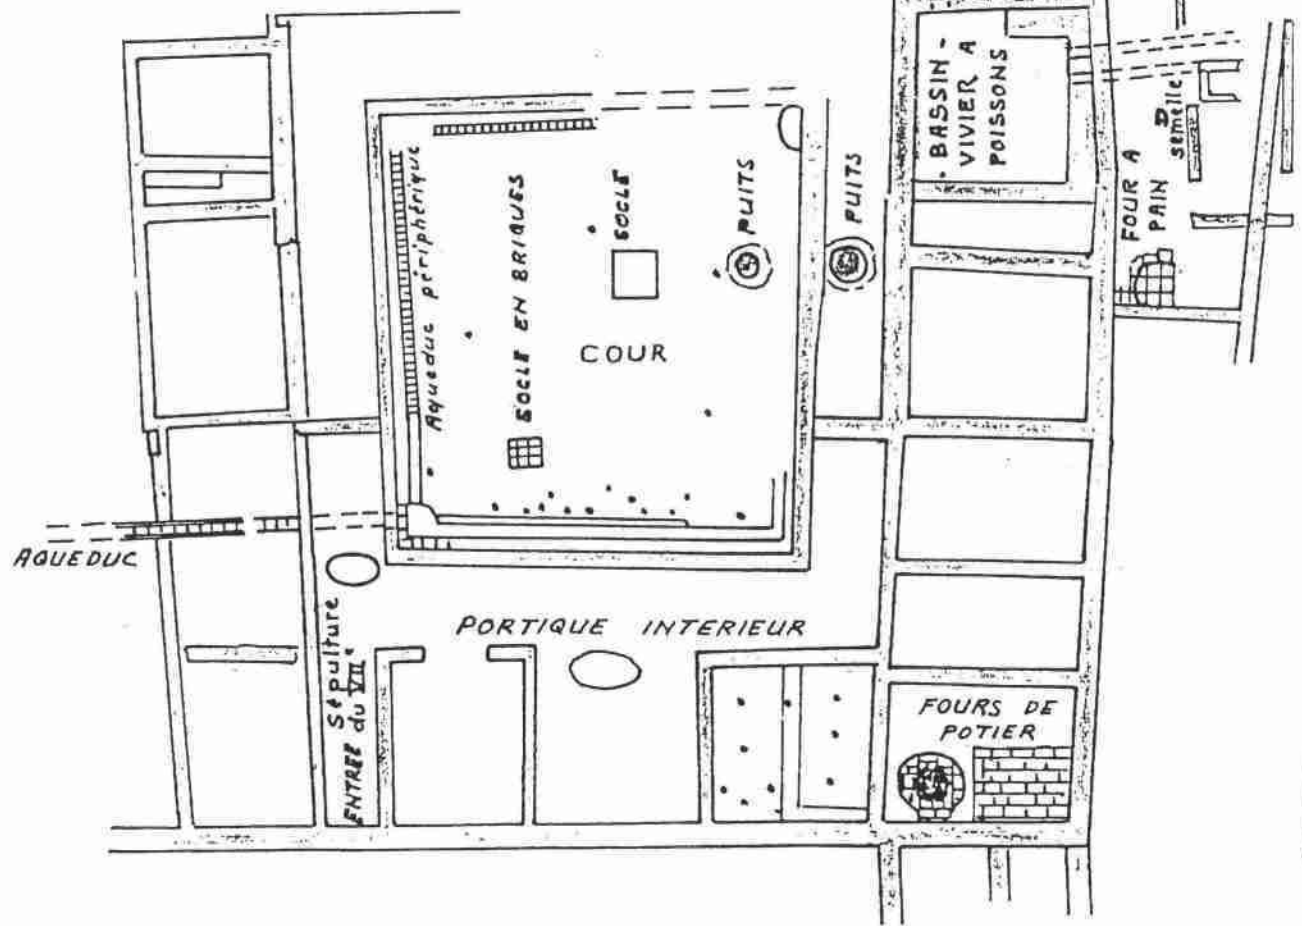 BASSIN -
VIVIER A
POISSONS
semelle
FOUR A
PAIN
Aqueduc périphérique
SOCLE EN BRIQUES
SOCLE
PUITS
PUITS
COUR
AQUEDUC
PORTIQUE INTERIEUR
Sépulture
du VIIe
ENTREE
FOURS DE
POTIER